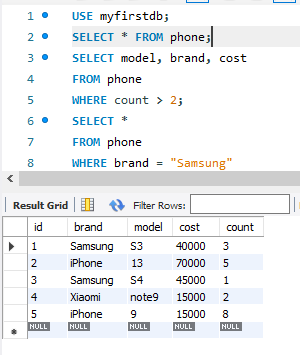 1 USE myfirstdb;
2 SELECT * FROM phone;
3 SELECT model, brand, cost
4 FROM phone
5 WHERE count > 2;
6 SELECT *
7 FROM phone
8 WHERE brand = "Samsung"
Result Grid Filter Rows:
id brand model cost count
1 Samsung S3 40000 3
2 iPhone 13 70000 5
3 Samsung S4 45000 1
4 Xiaomi note9 15000 2
5 iPhone 9 15000 8
NULL NULL NULL NULL NULL